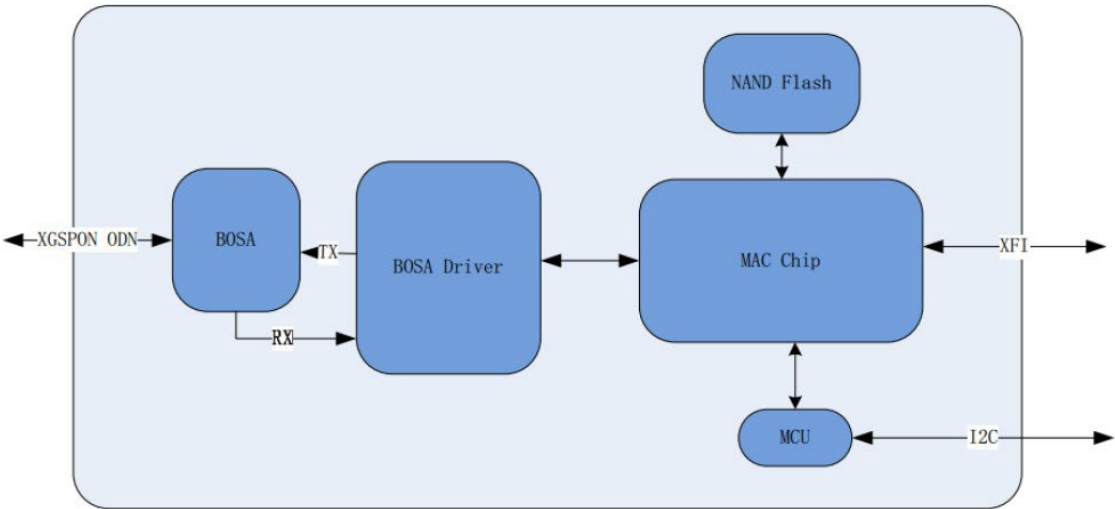 NAND Flash
XGSPON ODN
BOSA
TX
BOSA Driver
MAC Chip
XFI
RX
MCU
I2C